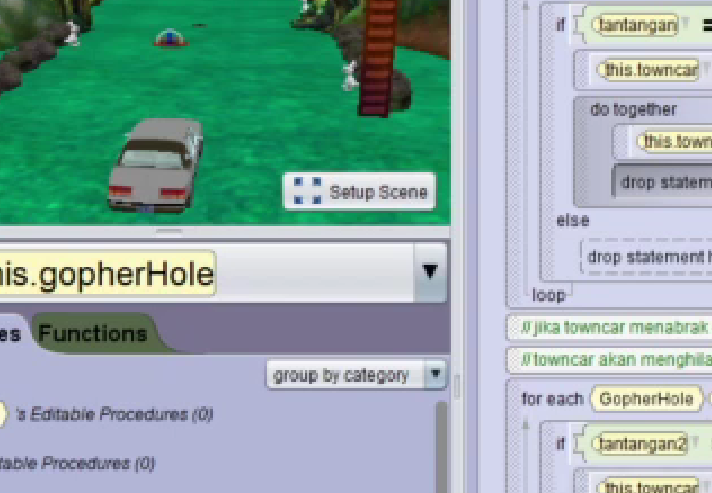 Setup Scene
this.gopherHole
es Functions
group by category
's Editable Procedures (0)
table Procedures (0)
if tantangan =
this.towncar
do together
this.town
drop statem
else
drop statement h
loop
//jika towncar menabrak
//towncar akan menghila
for each GopherHole
if tantangan2
this.towncar